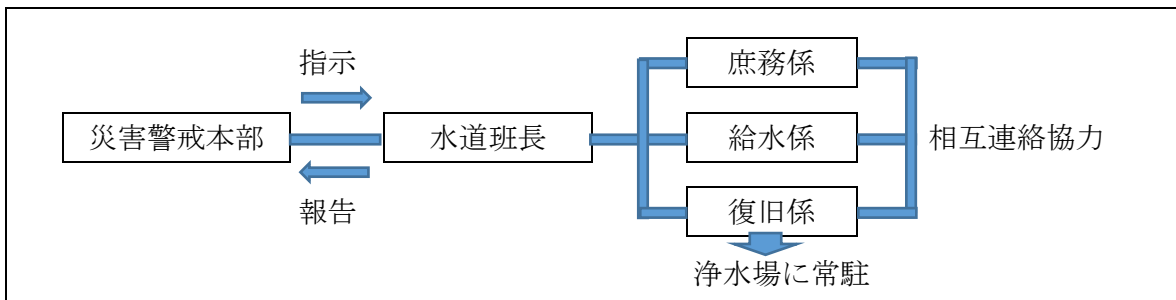 指示
災害警戒本部
報告
水道班長
庶務係
給水係
復旧係
浄水場に常駐
相互連絡協力